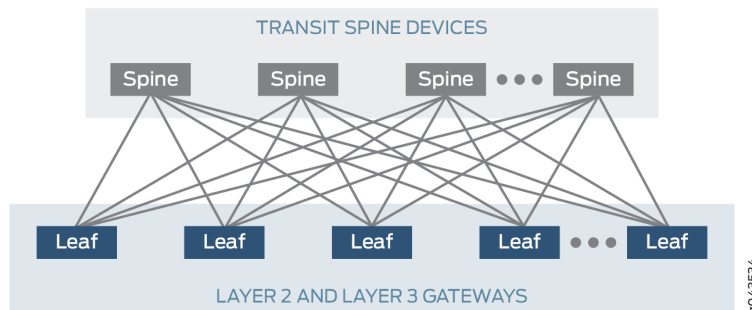 TRANSIT SPINE DEVICES
Spine Spine Spine Spine
Leaf Leaf Leaf Leaf Leaf
LAYER 2 AND LAYER 3 GATEWAYS